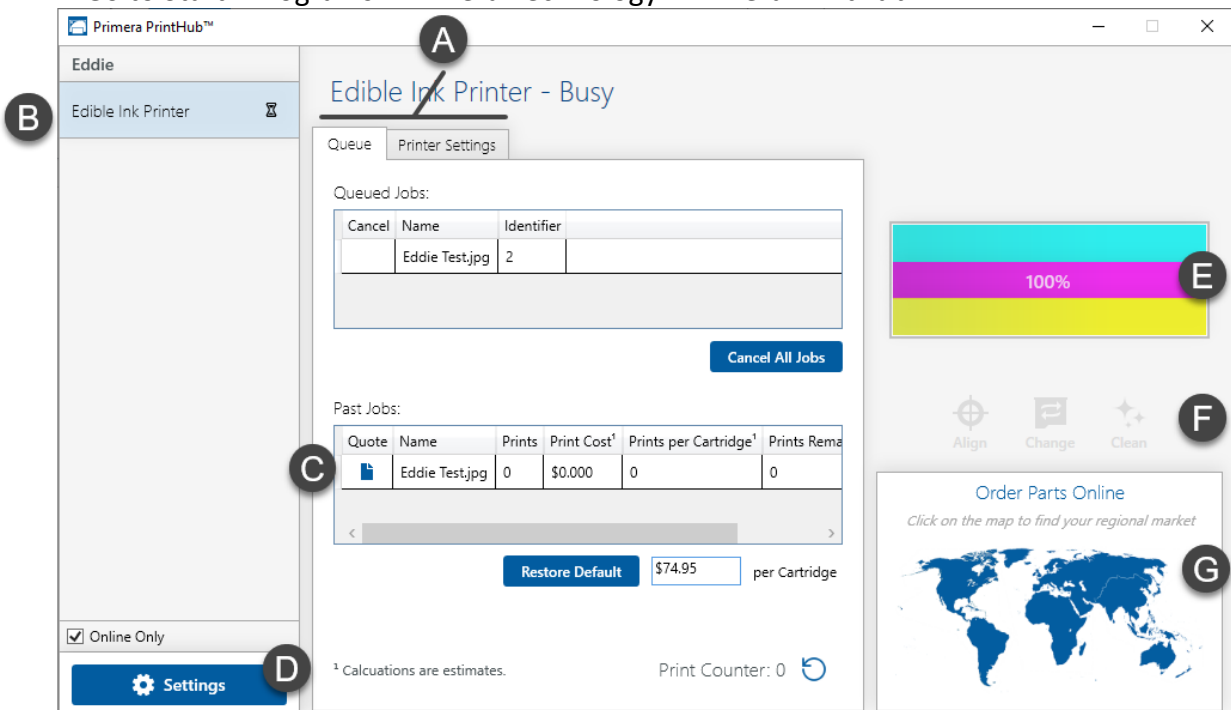 Primera PrintHub™
A
Eddie
Edible Ink Printer - Busy
B
Edible Ink Printer
Queue Printer Settings
Queued Jobs:
Cancel Name Identifier
Eddie Test.jpg 2
100%
E
Cancel All Jobs
Past Jobs:
Align Change Clean
F
Quote Name Prints Print Cost¹ Prints per Cartridge¹ Prints Rema
C
Eddie Test.jpg 0 $0.000 0 0
Order Parts Online
Click on the map to find your regional market
Restore Default $74.95 per Cartridge
G
Online Only
Settings
D
¹ Calcuations are estimates.
Print Counter: 0